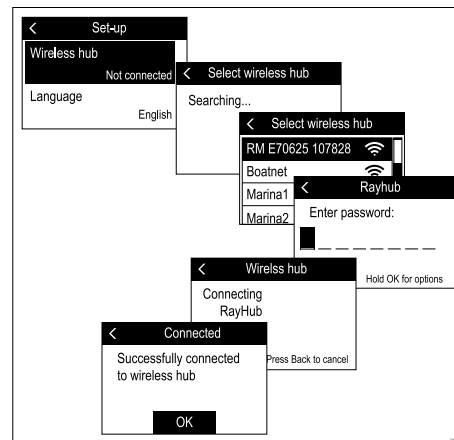 Set-up
Wireless hub
Not connected
Language
English
Select wireless hub
Searching...
Select wireless hub
RM E70625 107828
Boatnet
Marina1
Marina2
Rayhub
Enter password:
Hold OK for options
Wirelss hub
Connecting
RayHub
Press Back to cancel
Connected
Successfully connected
to wireless hub
OK